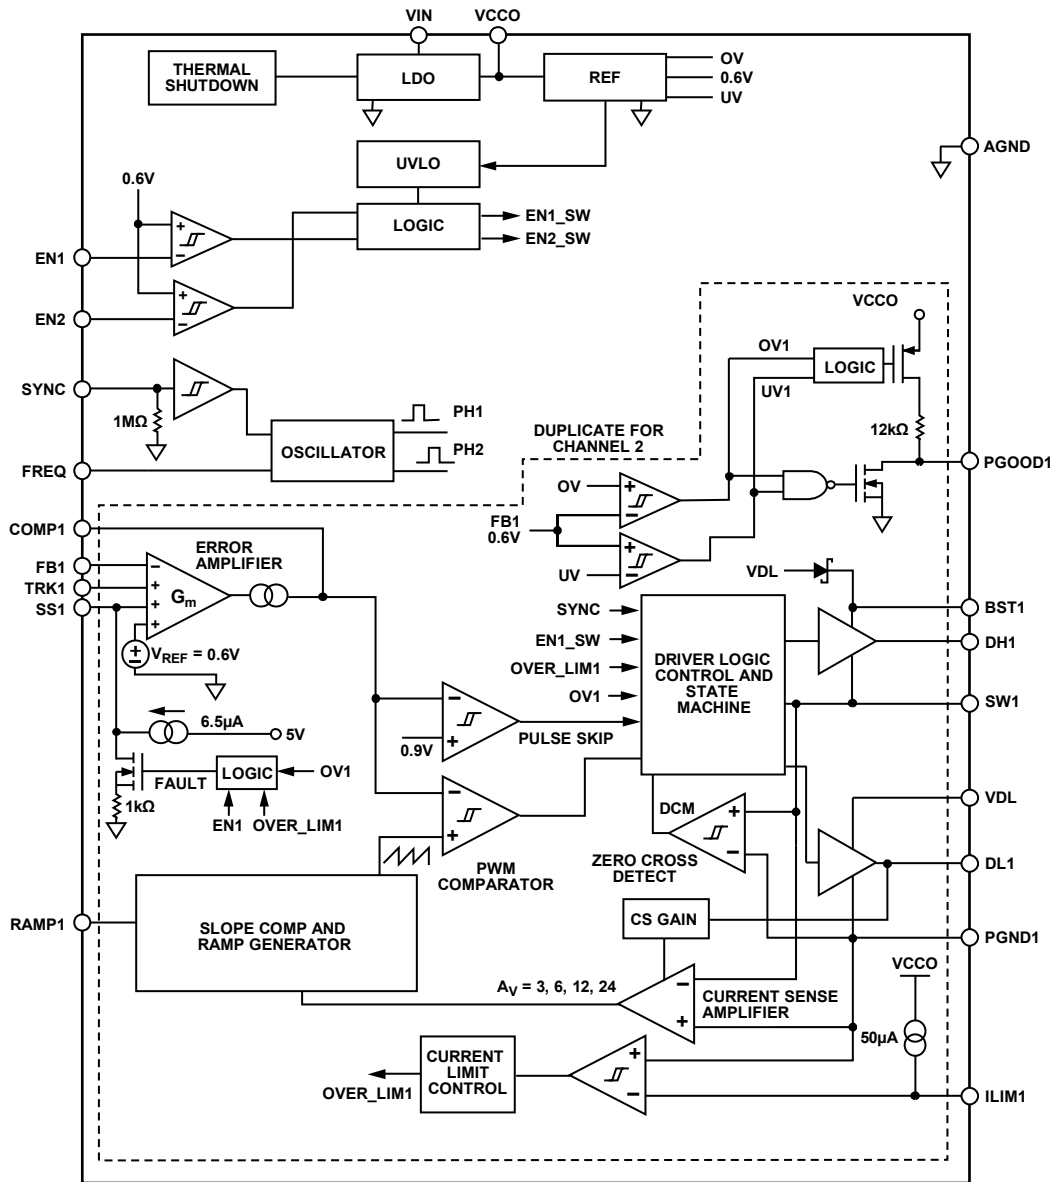 VIN
VCCO
THERMAL
SHUTDOWN
LDO
REF
OV
0.6V
UV
AGND
UVLO
0.6V
LOGIC
EN1_SW
EN2_SW
+
−
EN1
+
−
EN2
VCCO
SYNC
1MΩ
OV1
LOGIC
UV1
12kΩ
PH1
OSCILLATOR
PH2
FREQ
DUPLICATE FOR
CHANNEL 2
PGOOD1
OV
+
−
FB1
0.6V
+
−
UV
COMP1
ERROR
AMPLIFIER
FB1
TRK1
SS1
−
+
+
+
Gm
VREF = 0.6V
+
−
VDL
BST1
DH1
SW1
SYNC
EN1_SW
OVER_LIM1
OV1
DRIVER LOGIC
CONTROL AND
STATE
MACHINE
−
+
0.9V
PULSE SKIP
6.5µA
5V
FAULT
LOGIC
OV1
1kΩ
EN1
OVER_LIM1
−
+
PWM
COMPARATOR
DCM
+
−
ZERO CROSS
DETECT
VDL
DL1
RAMP1
SLOPE COMP AND
RAMP GENERATOR
CS GAIN
PGND1
AV = 3, 6, 12, 24
−
+
CURRENT SENSE
AMPLIFIER
VCCO
50µA
CURRENT
LIMIT
CONTROL
OVER_LIM1
+
−
ILIM1